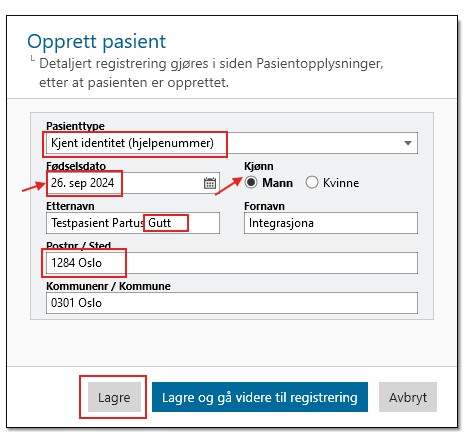 Opprett pasient
Detaljert registrering gjøres i siden Pasientopplysninger,
etter at pasienten er opprettet.
Pasienttype
Kjent identitet (hjelpenummer)
Fødselsdato Kjønn
26. sep 2024 Mann Kvinne
Etternavn Fornavn
Testpasient Partus Gutt Integrasjona
Postnr / Sted
1284 Oslo
Kommunenr / Kommune
0301 Oslo
Lagre Lagre og gå videre til registrering Avbryt